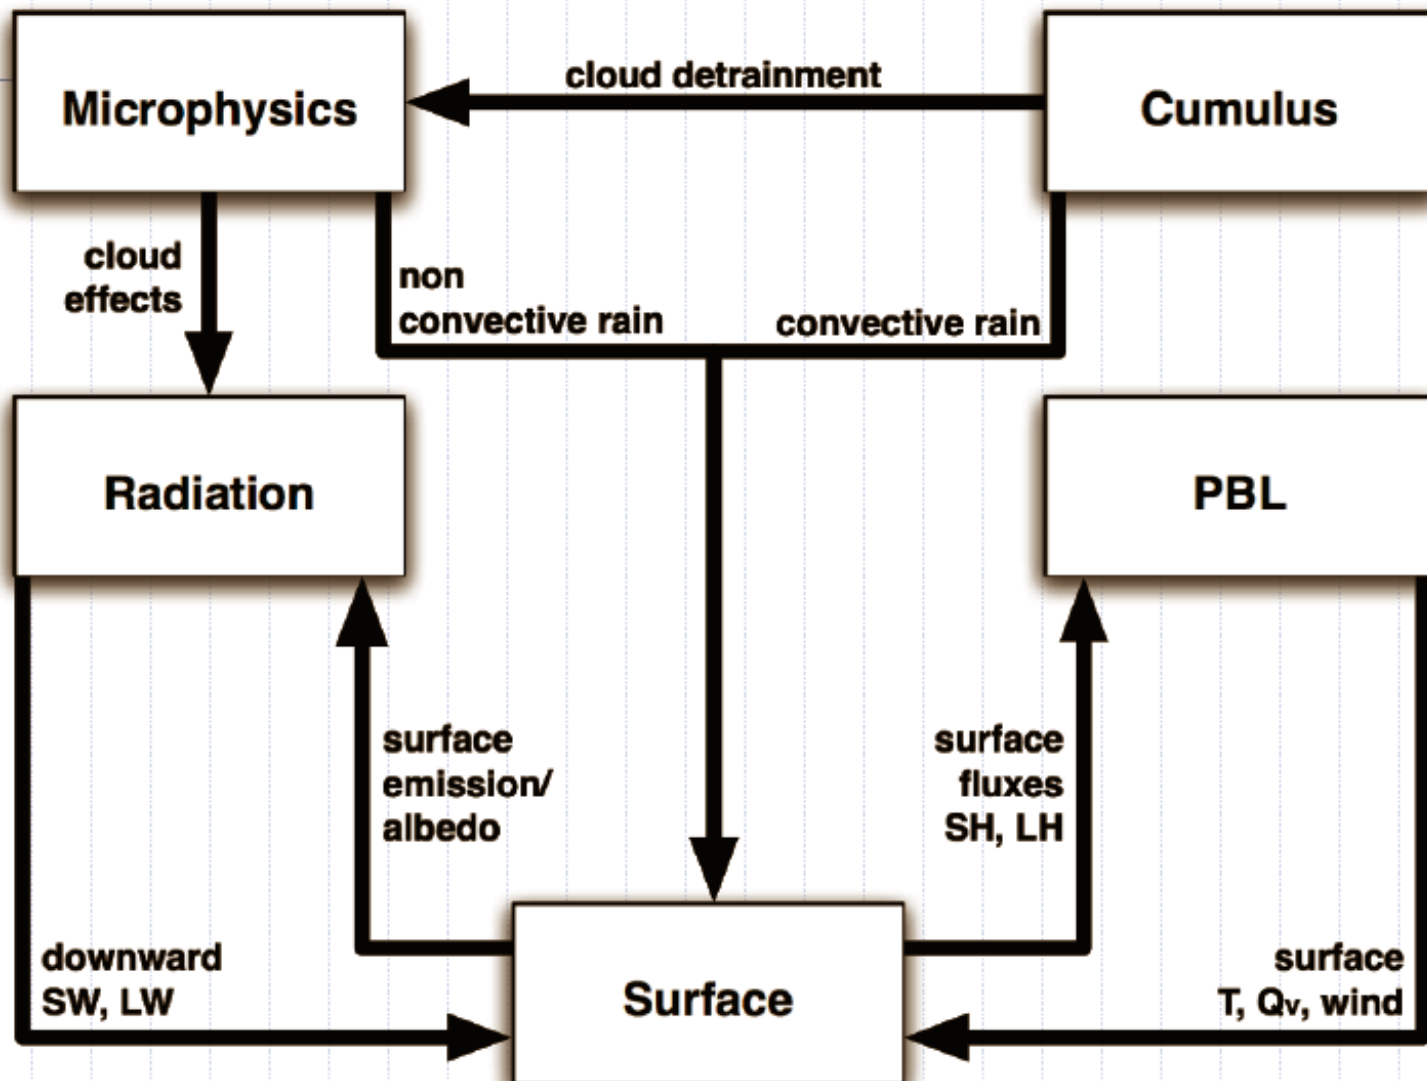 Microphysics
cloud detrainment
Cumulus
cloud
effects
non
convective rain
convective rain
Radiation
PBL
surface
emission/
albedo
surface
fluxes
SH, LH
downward
SW, LW
Surface
surface
T, Qv, wind